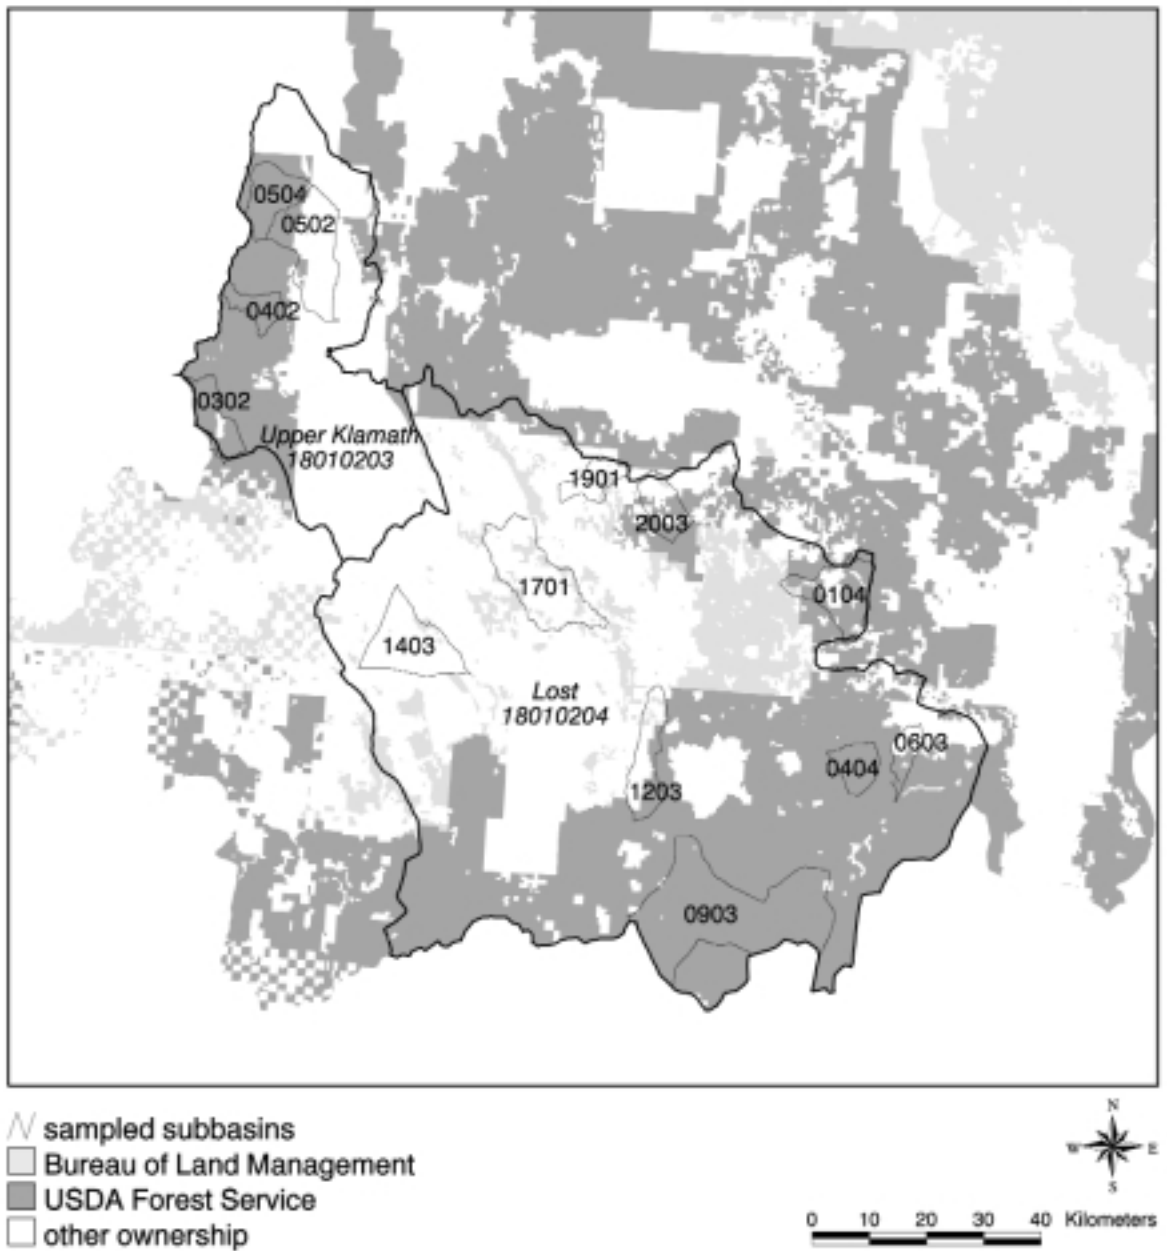 0504
0502
0402
0302
Upper Klamath
18010203
1901
2003
1701
0104
1403
Lost
18010204
0603
0404
1203
0903
sampled subbasins
Bureau of Land Management
USDA Forest Service
other ownership
N
W E
S
0 10 20 30 40 Kilometers